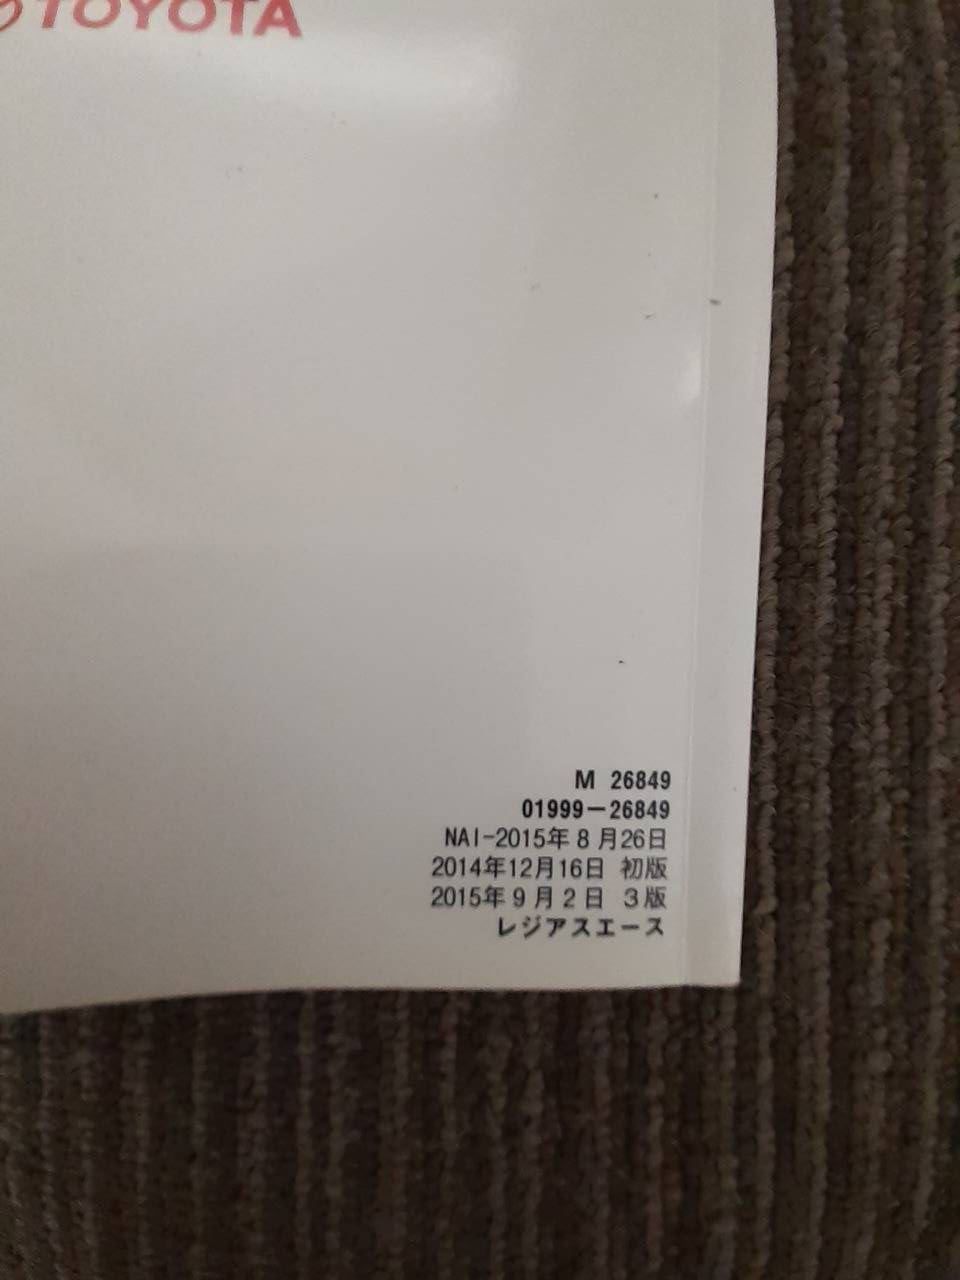 TOYOTA
M 26849
01999-26849
NAI-2015年8月26日
2014年12月16日 初版
2015年9月2日 3版
レジアスエース